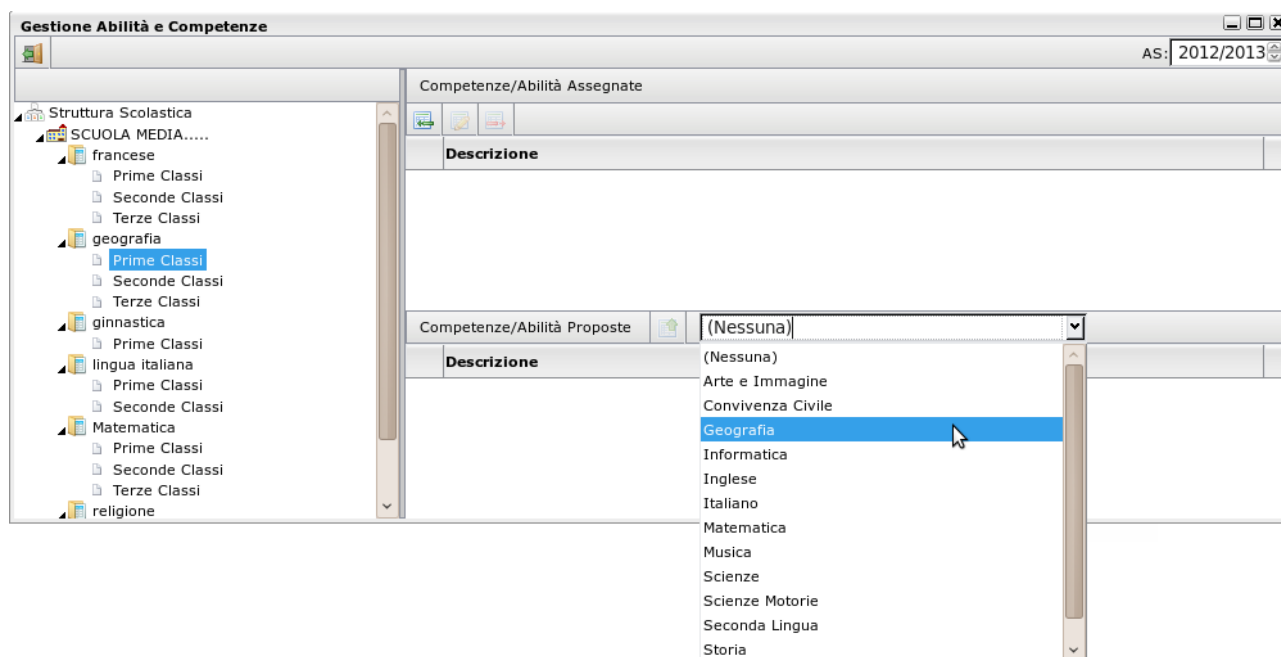 Gestione Abilità e Competenze
AS: 2012/2013
Competenze/Abilità Assegnate
Struttura Scolastica
SCUOLA MEDIA.....
francese
Prime Classi
Seconde Classi
Terze Classi
geografia
Prime Classi
Seconde Classi
Terze Classi
ginnastica
Prime Classi
lingua italiana
Prime Classi
Seconde Classi
Matematica
Prime Classi
Seconde Classi
Terze Classi
religione
Descrizione
Competenze/Abilità Proposte
(Nessuna)
Descrizione
(Nessuna)
Arte e Immagine
Convivenza Civile
Geografia
Informatica
Inglese
Italiano
Matematica
Musica
Scienze
Scienze Motorie
Seconda Lingua
Storia